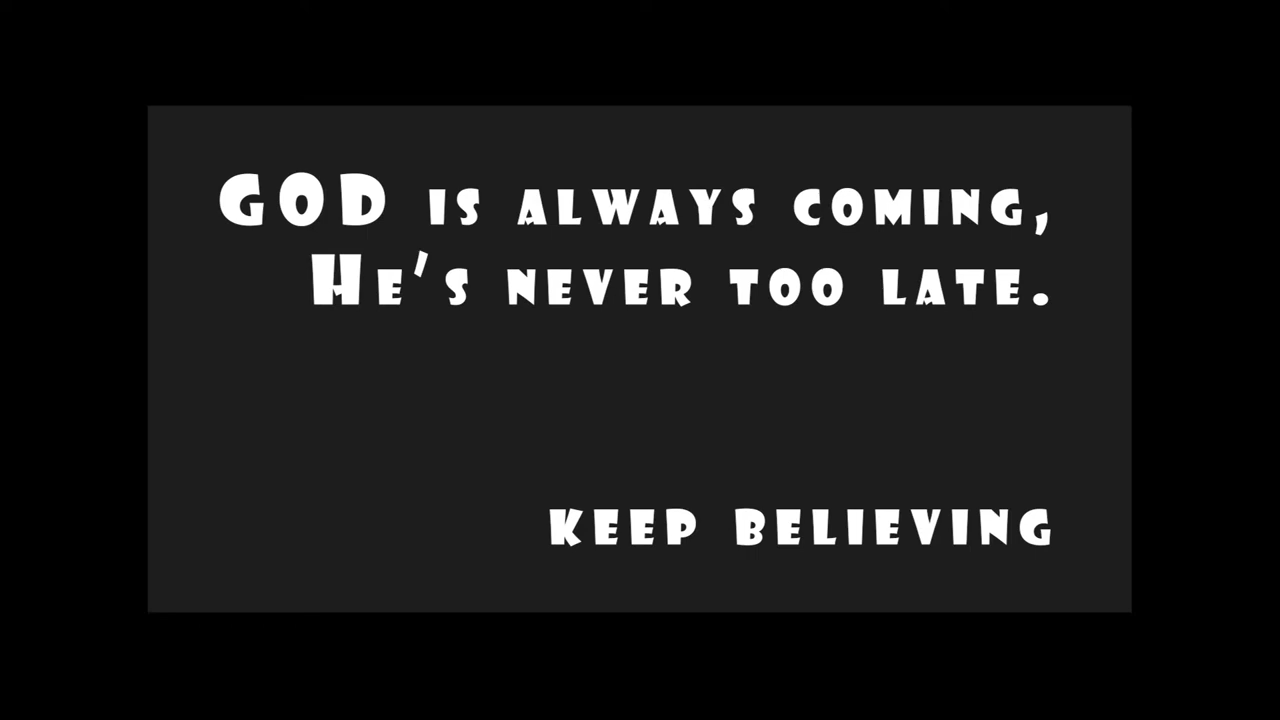 GOD IS ALWAYS COMING,
HE'S NEVER TOO LATE.
KEEP BELIEVING